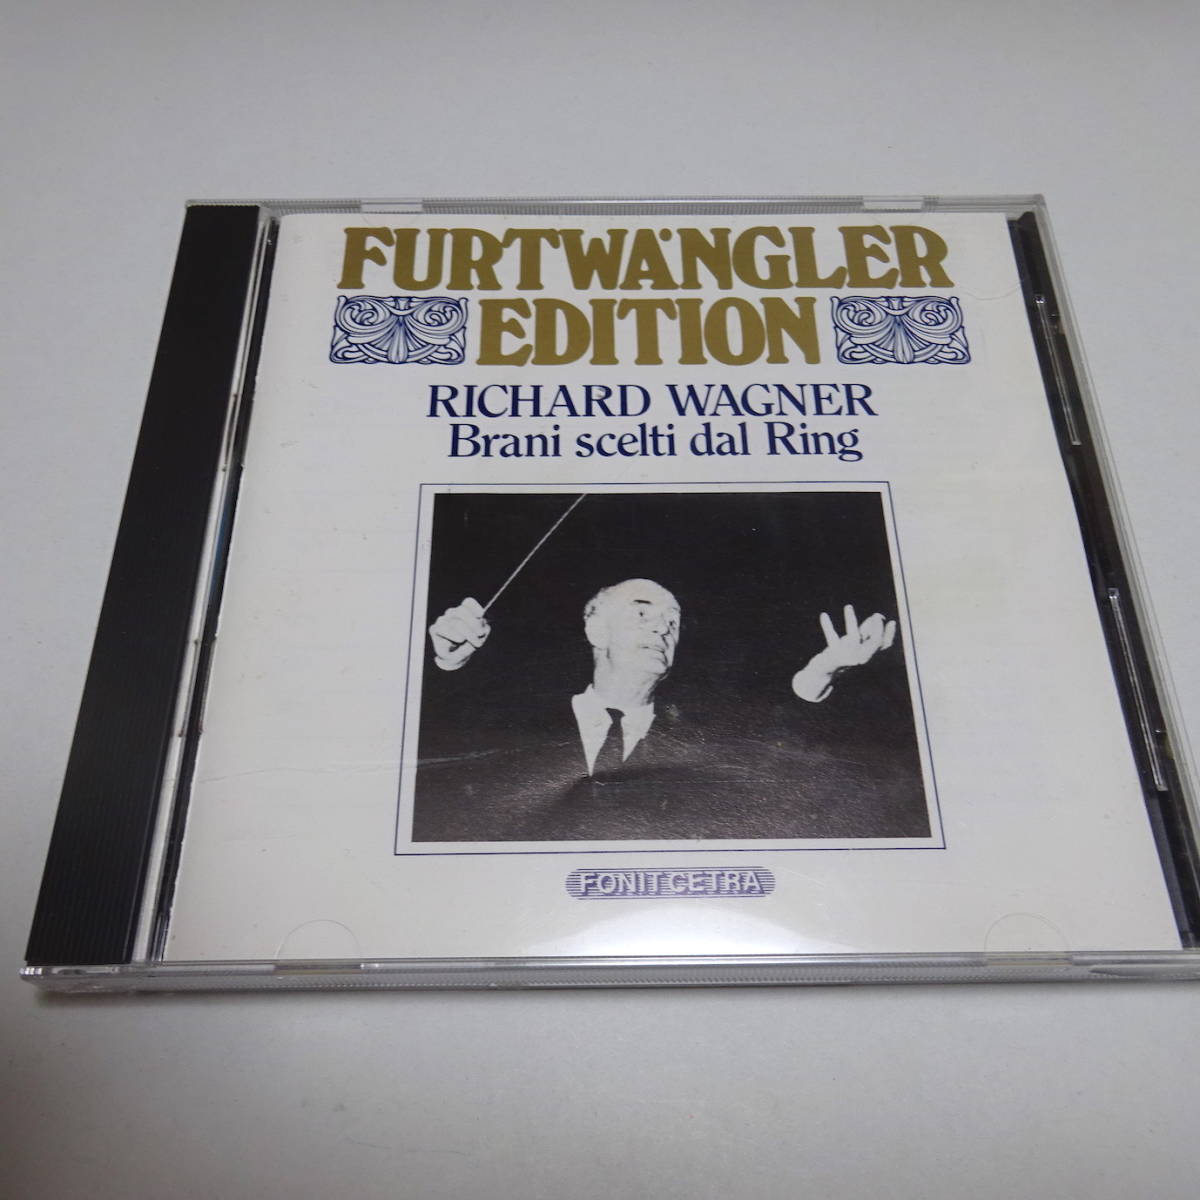 FURTWÄNGLER
EDITION
RICHARD WAGNER
Brani scelti dal Ring
FONIT CETRA